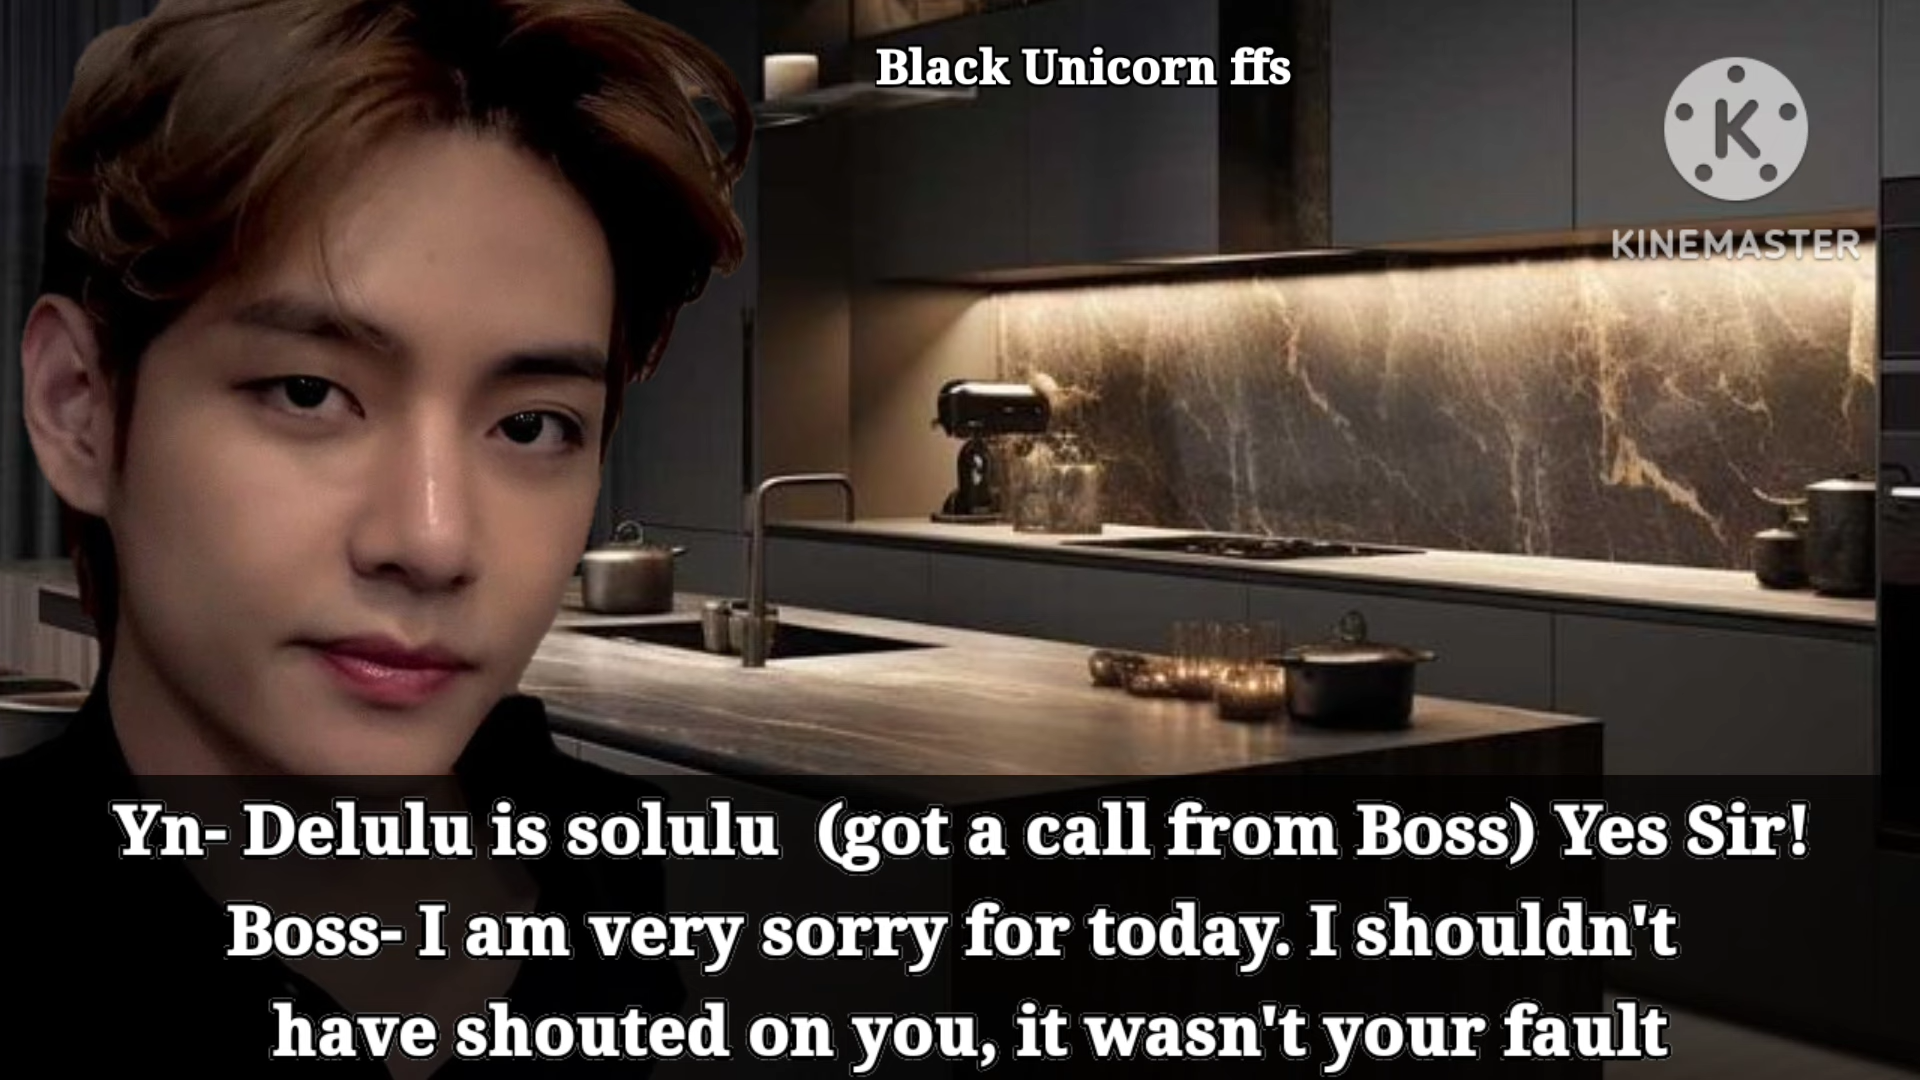 Black Unicorn ffs
K
KINEMASTER
Yn- Delulu is solulu  (got a call from Boss) Yes Sir!
Boss- I am very sorry for today. I shouldn't
have shouted on you, it wasn't your fault